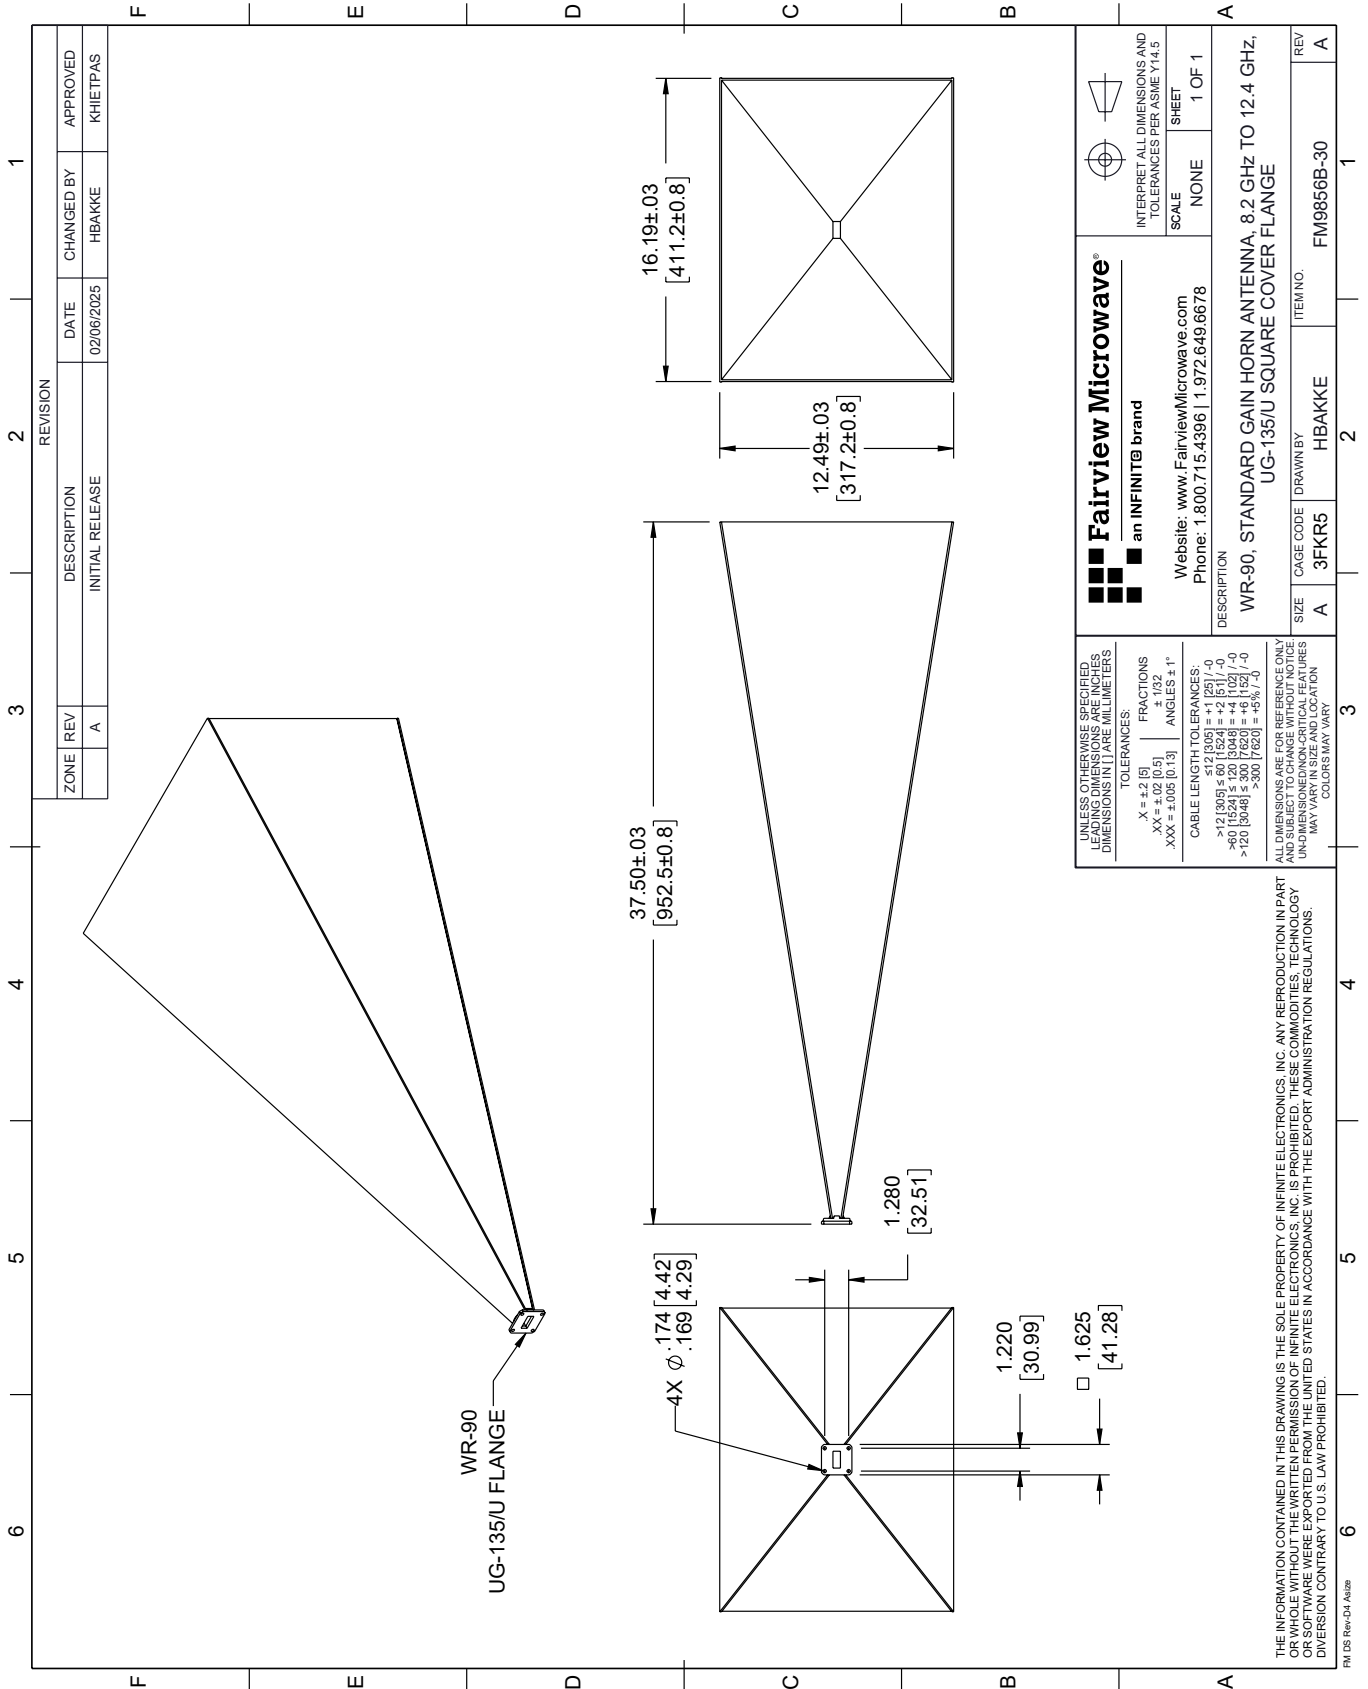 REVISION
ZONE REV DESCRIPTION DATE CHANGED BY APPROVED
A INITIAL RELEASE 02/06/2025 HBAKKE KHIETPAS
6 5 4 3 2 1
F
E
D
C
B
A
WR-90
UG-135/U FLANGE
37.50±.03
[952.5±0.8]
16.19±.03
[411.2±0.8]
12.49±.03
[317.2±0.8]
4X ⌀ .174 [4.42]
.169 [4.29]
1.280
[32.51]
1.220
[30.99]
□ 1.625
[41.28]
UNLESS OTHERWISE SPECIFIED
LEADING DIMENSIONS ARE INCHES
DIMENSIONS IN [ ] ARE MILLIMETERS
TOLERANCES:
.X = ±.2 [5] FRACTIONS
.XX = ±.02 [0.5] ± 1/32
.XXX = ±.005 [0.13] ANGLES ± 1°
CABLE LENGTH TOLERANCES:
≤12 [305] = +1 [25] / -0
>12 [305] ≤ 60 [1524] = +2 [51] / -0
>60 [1524] ≤ 120 [3048] = +4 [102] / -0
>120 [3048] ≤ 300 [7620] = +6 [152] / -0
>300 [7620] = +5% / -0
ALL DIMENSIONS ARE FOR REFERENCE ONLY
AND SUBJECT TO CHANGE WITHOUT NOTICE.
UN-DIMENSIONED/NON-CRITICAL FEATURES
MAY VARY IN SIZE AND LOCATION
COLORS MAY VARY
Fairview Microwave®
an INFINIT® brand
Website: www.FairviewMicrowave.com
Phone: 1.800.715.4396 | 1.972.649.6678
INTERPRET ALL DIMENSIONS AND
TOLERANCES PER ASME Y14.5
SCALE SHEET
NONE 1 OF 1
DESCRIPTION
WR-90, STANDARD GAIN HORN ANTENNA, 8.2 GHz TO 12.4 GHz,
UG-135/U SQUARE COVER FLANGE
SIZE CAGE CODE DRAWN BY ITEM NO. REV
A 3FKR5 HBAKKE FM9856B-30 A
THE INFORMATION CONTAINED IN THIS DRAWING IS THE SOLE PROPERTY OF INFINITE ELECTRONICS, INC. ANY REPRODUCTION IN PART
OR WHOLE WITHOUT THE WRITTEN PERMISSION OF INFINITE ELECTRONICS, INC. IS PROHIBITED. THESE COMMODITIES, TECHNOLOGY
OR SOFTWARE WERE EXPORTED FROM THE UNITED STATES IN ACCORDANCE WITH THE EXPORT ADMINISTRATION REGULATIONS.
DIVERSION CONTRARY TO U.S. LAW PROHIBITED.
6 5 4 3 2 1
F
E
D
C
B
A
FM DS Rev-D4 Asize